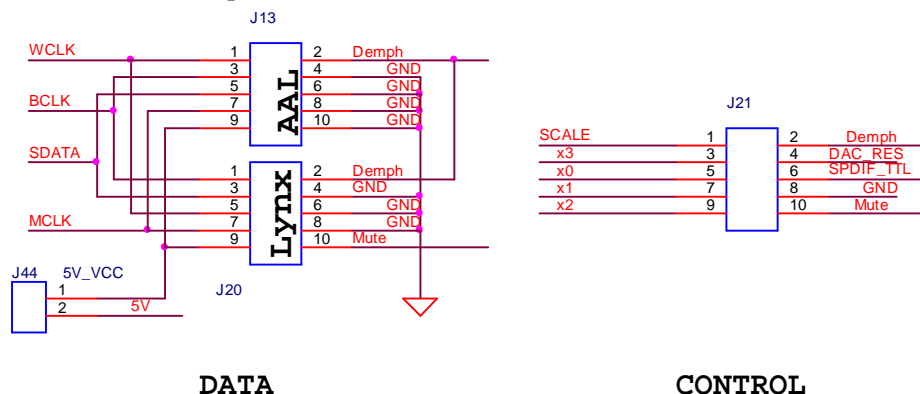 J13
WCLK 1 2 Demph
3 4 GND
5 6 GND
BCLK 7 8 GND
9 10 GND
AAL
SDATA 1 2 Demph
3 4 GND
5 6 GND
MCLK 7 8 GND
9 10 Mute
Lynx
J20
J44 5V_VCC
1
2 5V
DATA
J21
SCALE 1 2 Demph
x3 3 4 DAC_RES
x0 5 6 SPDIF_TTL
x1 7 8 GND
x2 9 10 Mute
CONTROL